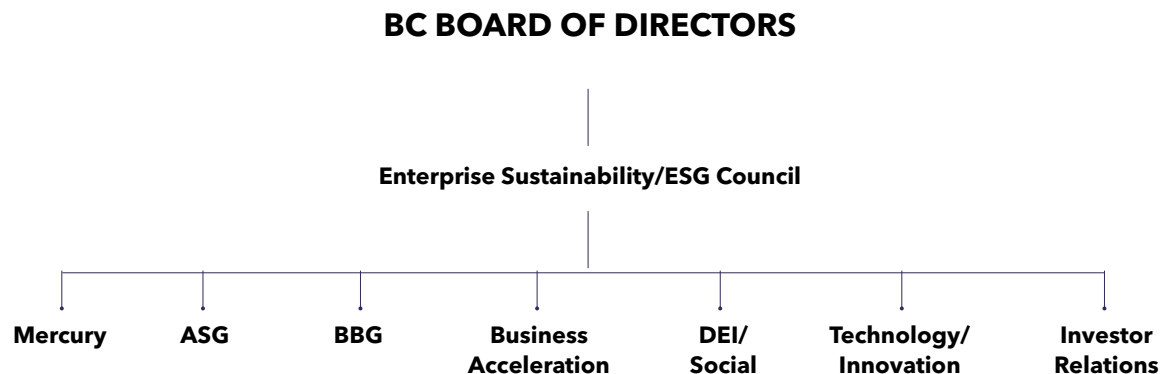 BC BOARD OF DIRECTORS
Enterprise Sustainability/ESG Council
Mercury
ASG
BBG
Business
Acceleration
DEI/
Social
Technology/
Innovation
Investor
Relations